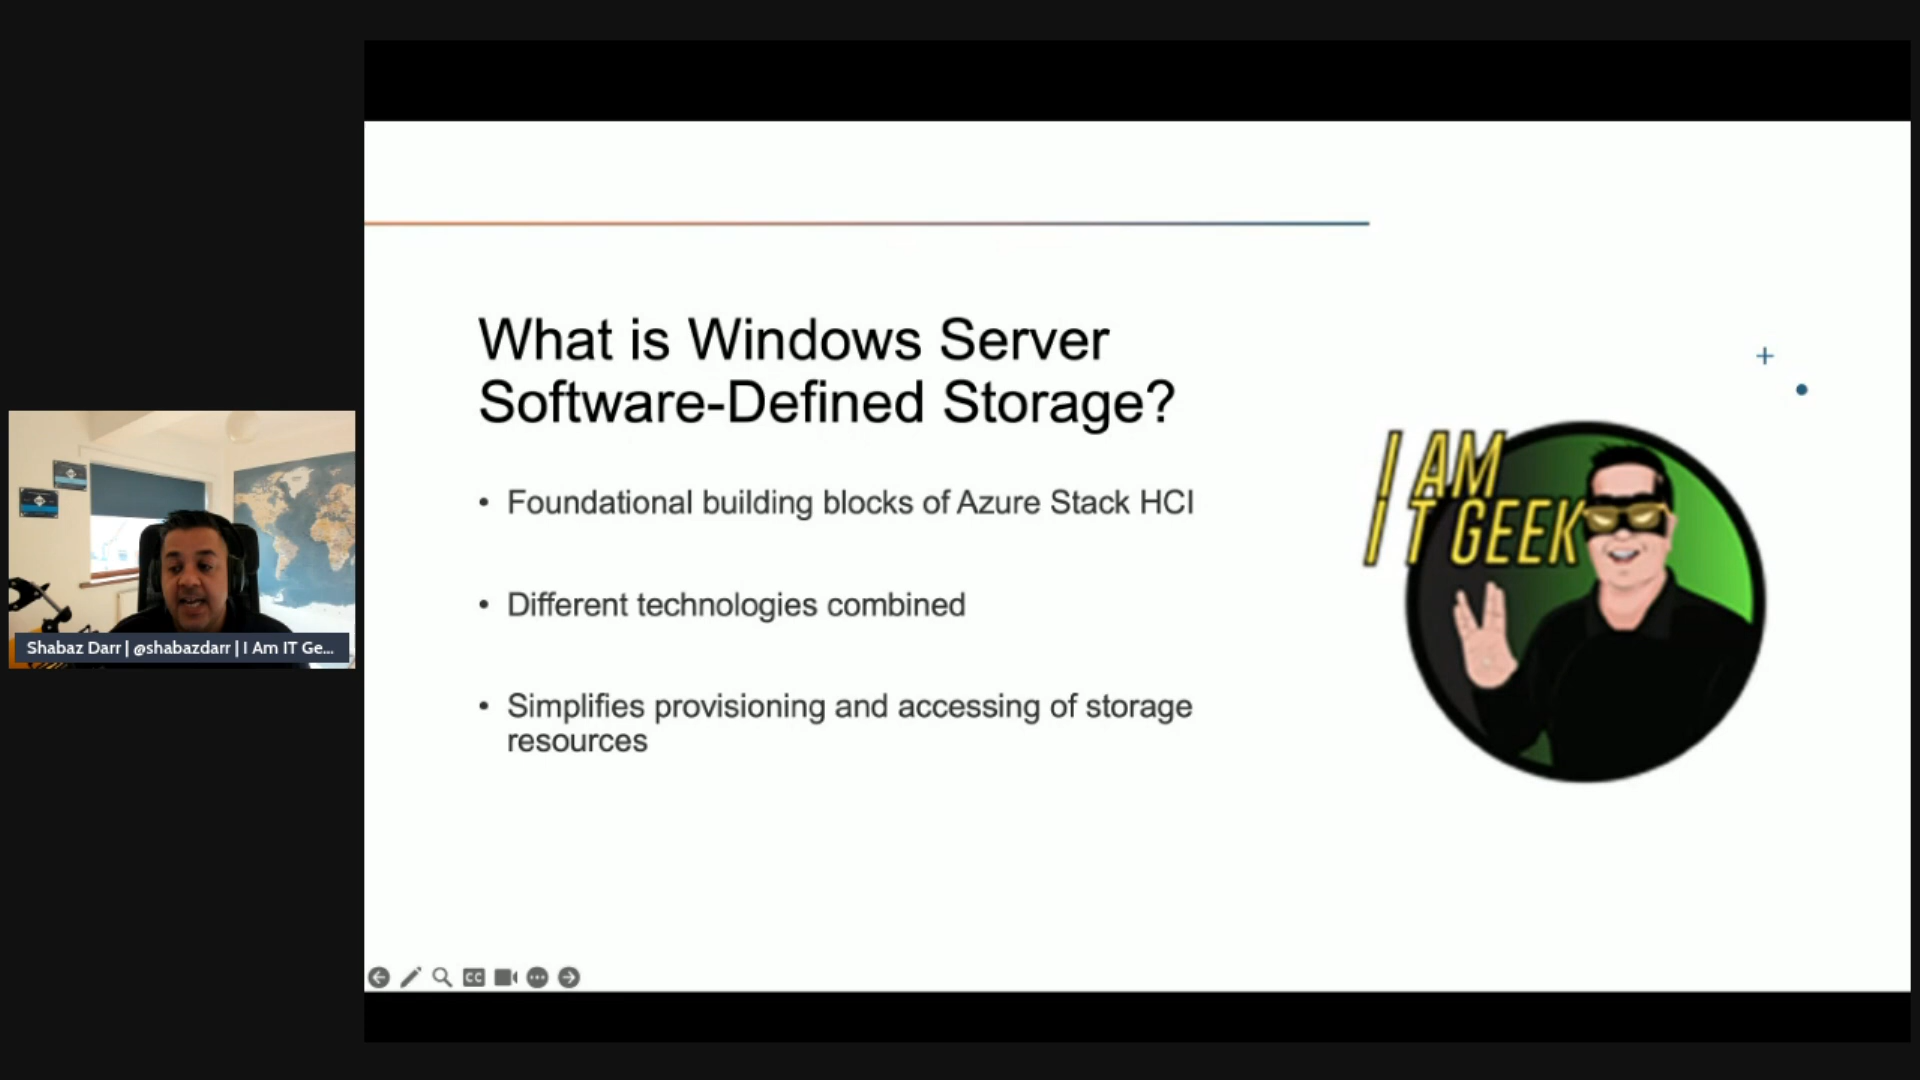 What is Windows Server
Software-Defined Storage?
• Foundational building blocks of Azure Stack HCI
• Different technologies combined
• Simplifies provisioning and accessing of storage
resources
I AM
IT GEEK
Shabaz Darr | @shabazdarr | I Am IT Ge...
CC